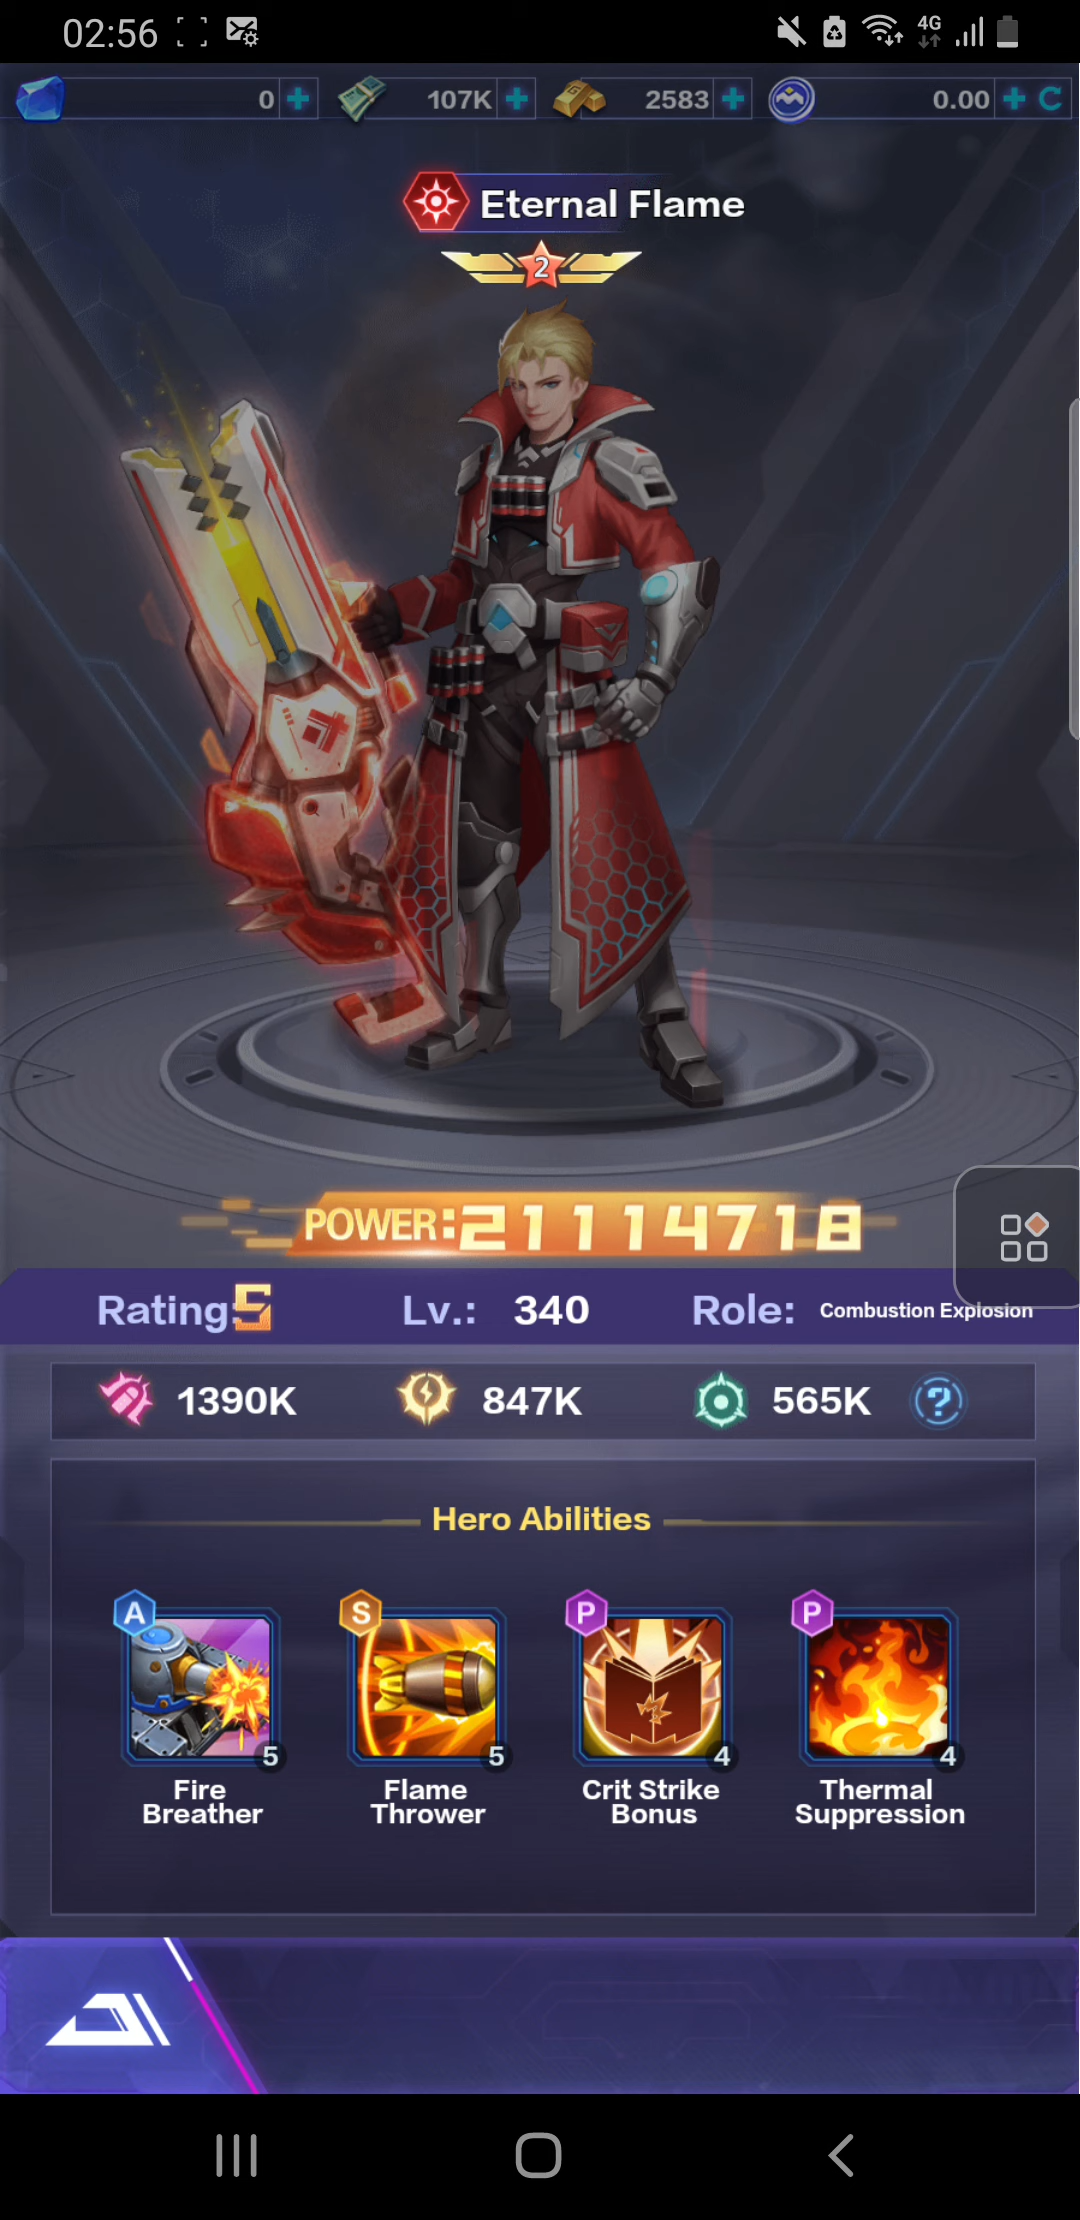 02:56
4G
0
107K
2583
0.00
Eternal Flame
2
POWER:21114718
Rating:S Lv.: 340 Role: Combustion Explosion
1390K 847K 565K ?
Hero Abilities
A S P P
5 5 4 4
Fire Breather
Flame Thrower
Crit Strike Bonus
Thermal Suppression